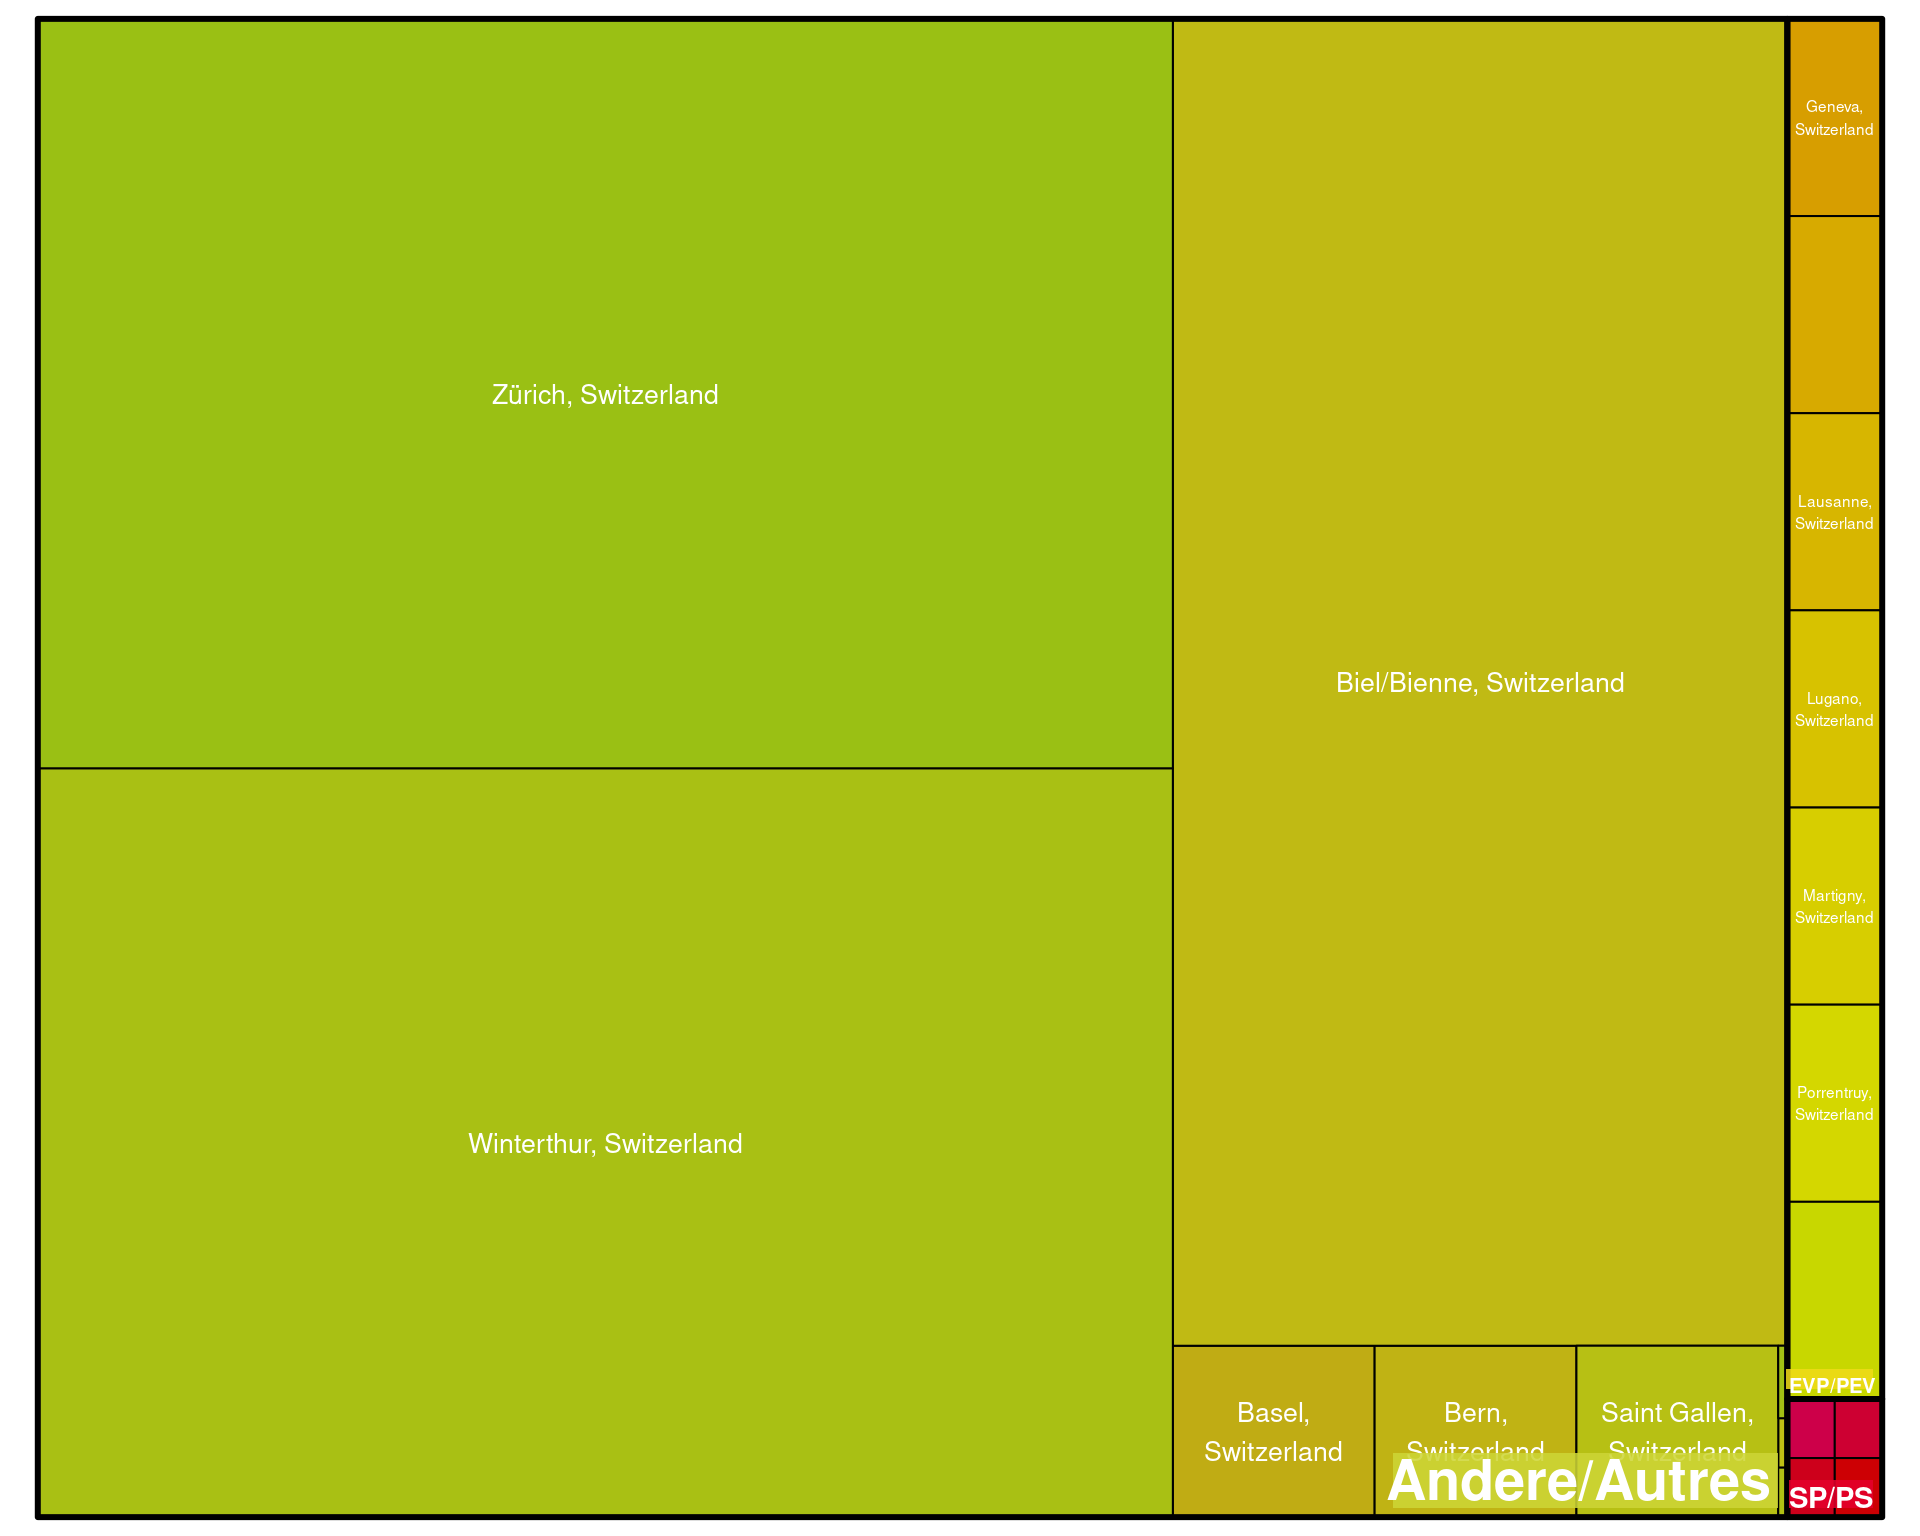 Zürich, Switzerland
Winterthur, Switzerland
Biel/Bienne, Switzerland
Basel,
Switzerland
Bern,
Switzerland
Saint Gallen,
Switzerland
Andere/Autres
Geneva,
Switzerland
Lausanne,
Switzerland
Lugano,
Switzerland
Martigny,
Switzerland
Porrentruy,
Switzerland
EVP/PEV
SP/PS